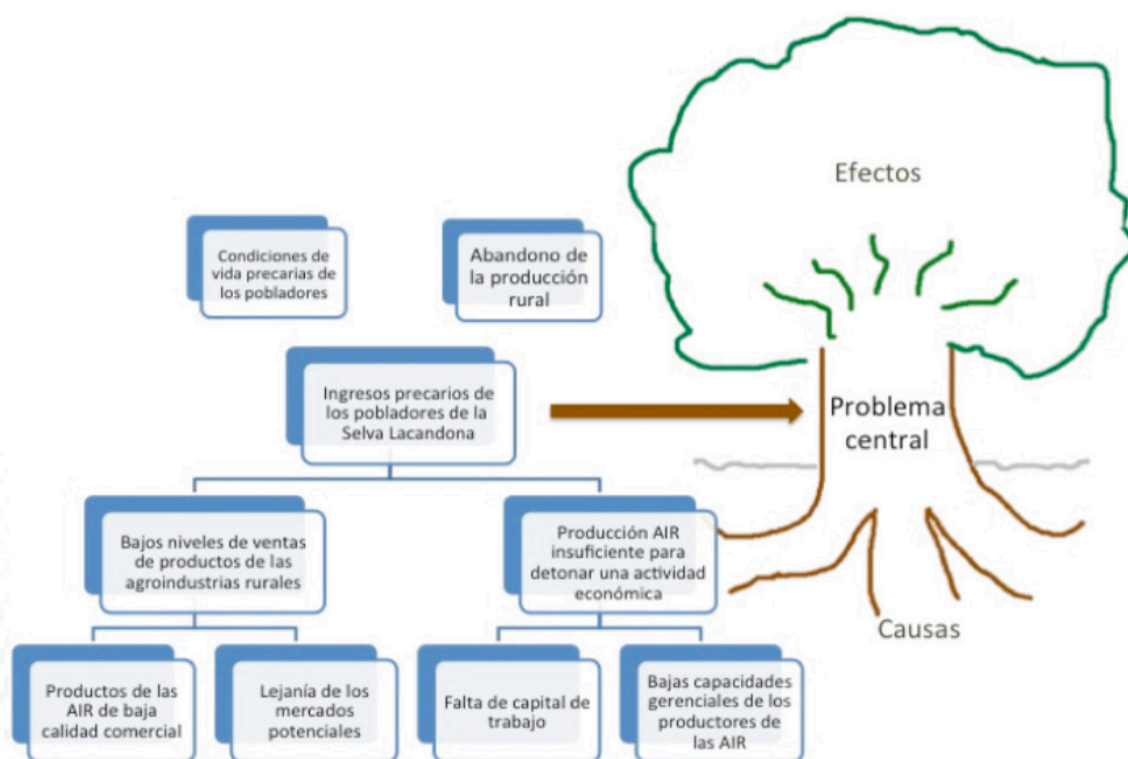 Efectos
Condiciones de
vida precarias de
los pobladores
Abandono de
la producción
rural
Ingresos precarios de
los pobladores de la
Selva Lacandona
Problema
central
Bajos niveles de ventas
de productos de las
agroindustrias rurales
Producción AIR
insuficiente para
detonar una actividad
económica
Causas
Productos de las
AIR de baja
calidad comercial
Lejanía de los
mercados
potenciales
Falta de capital de
trabajo
Bajas capacidades
gerenciales de los
productores de
las AIR